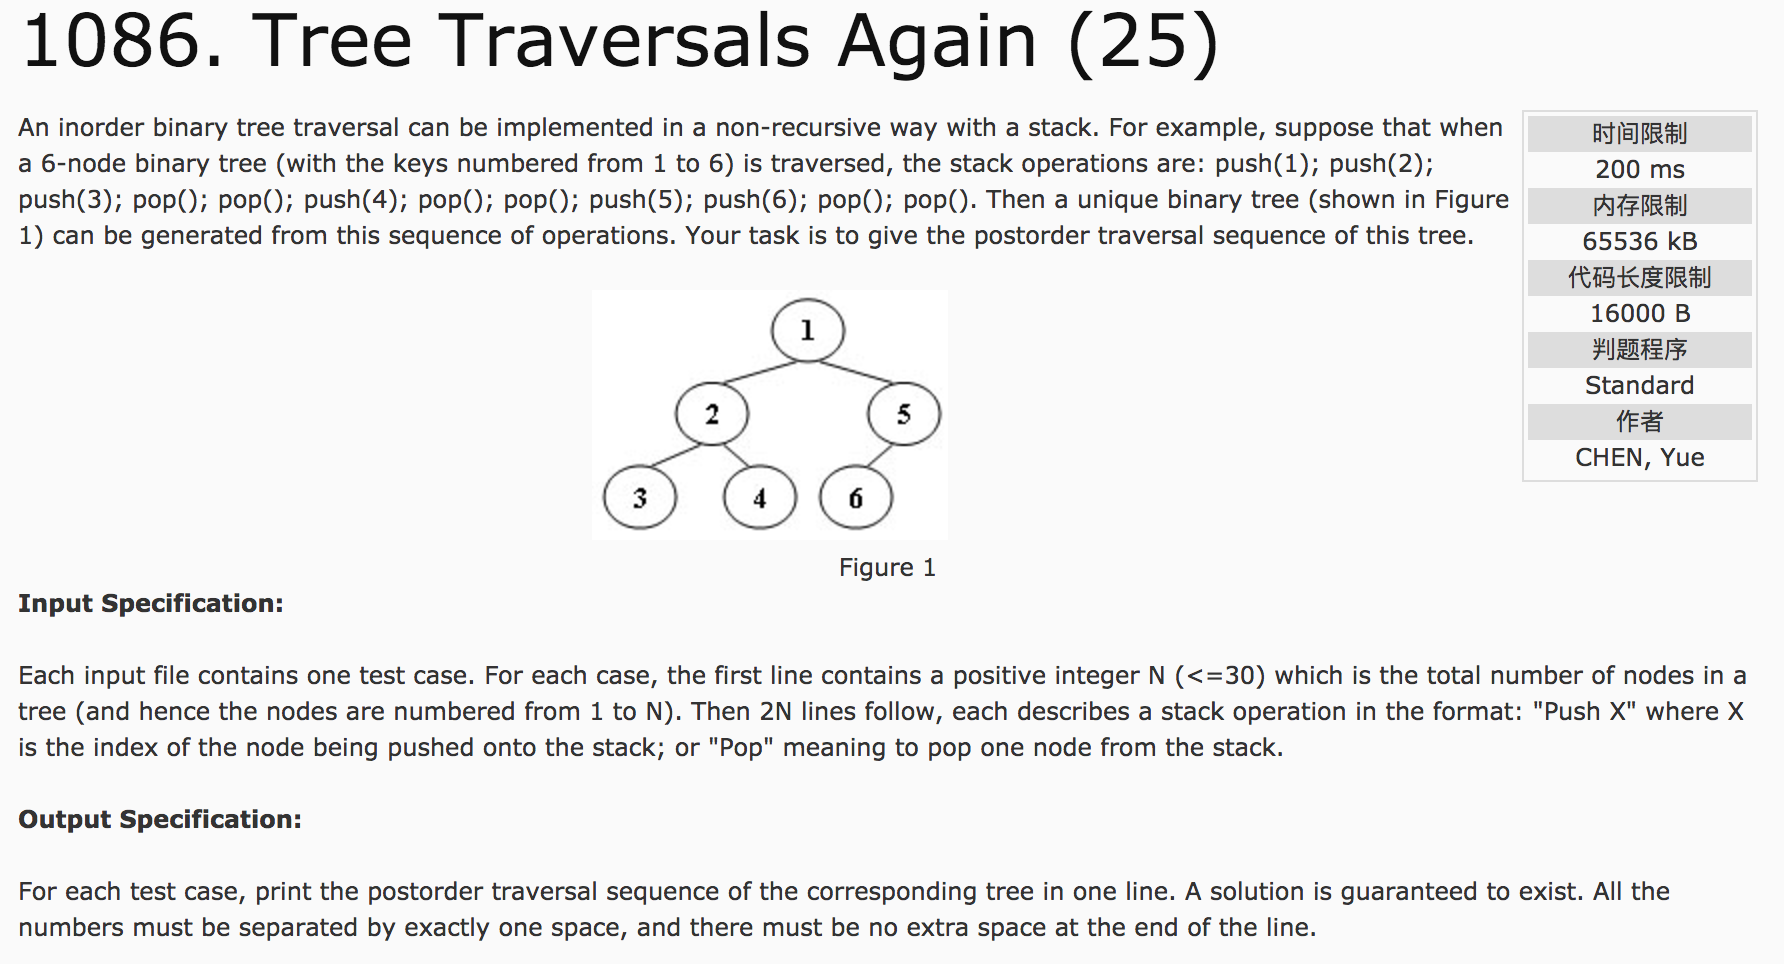 1086. Tree Traversals Again (25)
An inorder binary tree traversal can be implemented in a non-recursive way with a stack. For example, suppose that when
a 6-node binary tree (with the keys numbered from 1 to 6) is traversed, the stack operations are: push(1); push(2);
push(3); pop(); pop(); push(4); pop(); pop(); push(5); push(6); pop(); pop(). Then a unique binary tree (shown in Figure
1) can be generated from this sequence of operations. Your task is to give the postorder traversal sequence of this tree.
时间限制
200 ms
内存限制
65536 kB
代码长度限制
16000 B
判题程序
Standard
作者
CHEN, Yue
1
2 5
3 4 6
Figure 1
Input Specification:
Each input file contains one test case. For each case, the first line contains a positive integer N (<=30) which is the total number of nodes in a
tree (and hence the nodes are numbered from 1 to N). Then 2N lines follow, each describes a stack operation in the format: "Push X" where X
is the index of the node being pushed onto the stack; or "Pop" meaning to pop one node from the stack.
Output Specification:
For each test case, print the postorder traversal sequence of the corresponding tree in one line. A solution is guaranteed to exist. All the
numbers must be separated by exactly one space, and there must be no extra space at the end of the line.